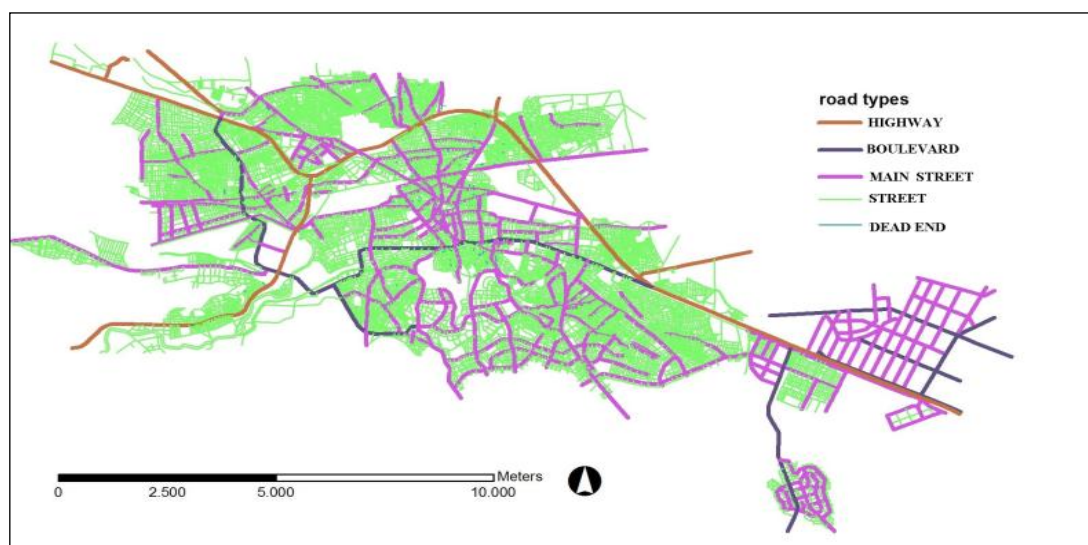 road types
HIGHWAY
BOULEVARD
MAIN STREET
STREET
DEAD END
Meters
0 2.500 5.000 10.000